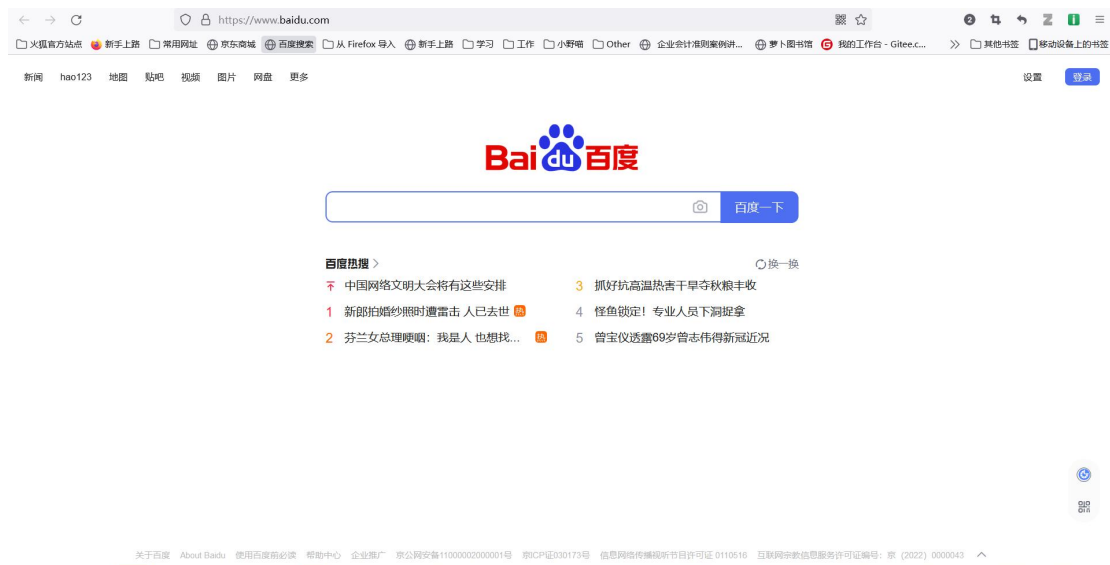 https://www.baidu.com
火狐官方站点 新手上路 常用网址 京东商城 百度搜索 从 Firefox 导入 新手上路 学习 工作 小野喵 Other 企业会计准则案例讲... 萝卜图书馆 我的工作台 - Gitee.c... 其他书签 移动设备上的书签
新闻 hao123 地图 贴吧 视频 图片 网盘 更多 设置 登录
Bai du 百度
百度一下
百度热搜 换一换
中国网络文明大会将有这些安排 3 抓好抗高温热害干旱夺秋粮丰收
1 新郎拍婚纱照时遭雷击 人已去世 热 4 怪鱼锁定！专业人员下洞捉拿
2 芬兰女总理哽咽：我是人 也想找... 热 5 曾宝仪透露69岁曾志伟得新冠近况
关于百度 About Baidu 使用百度前必读 帮助中心 企业推广 京公网安备11000002000001号 京ICP证030173号 信息网络传播视听节目许可证 0110516 互联网宗教信息服务许可证编号：京（2022）0000043